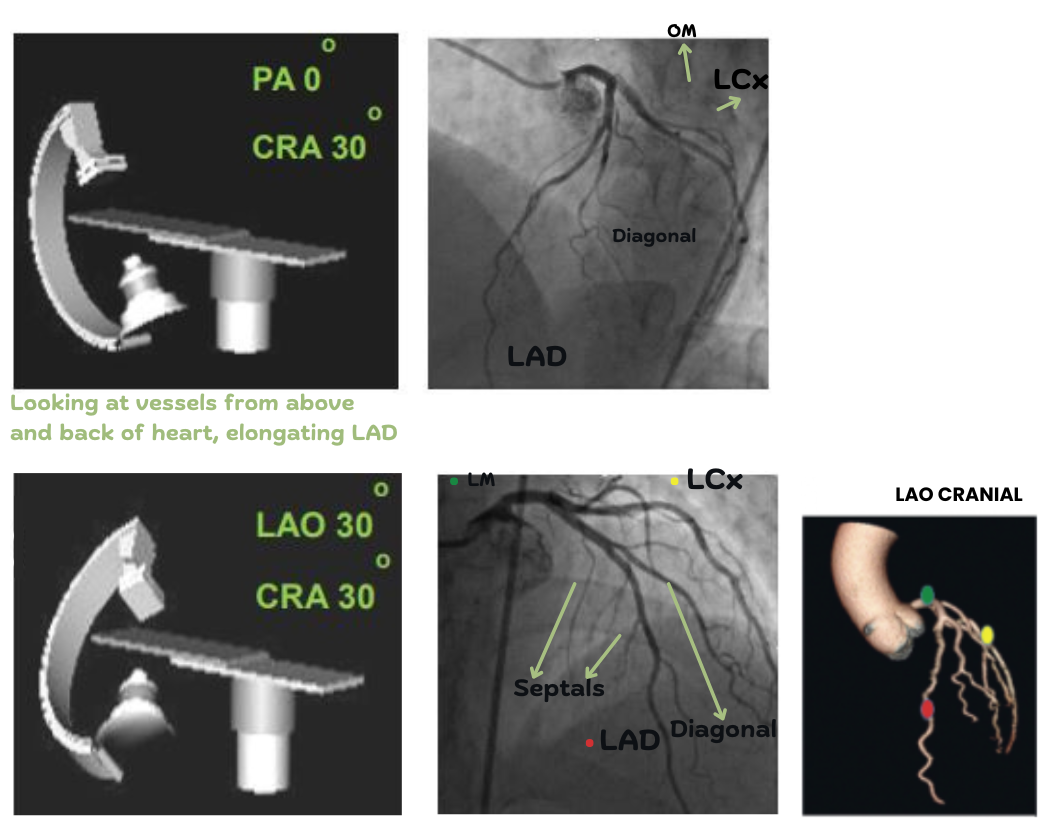 PA 0°
CRA 30°
OM
LCx
Diagonal
LAD
Looking at vessels from above
and back of heart, elongating LAD
LAO 30°
CRA 30°
LM
LCx
Septals
Diagonal
LAD
LAO CRANIAL